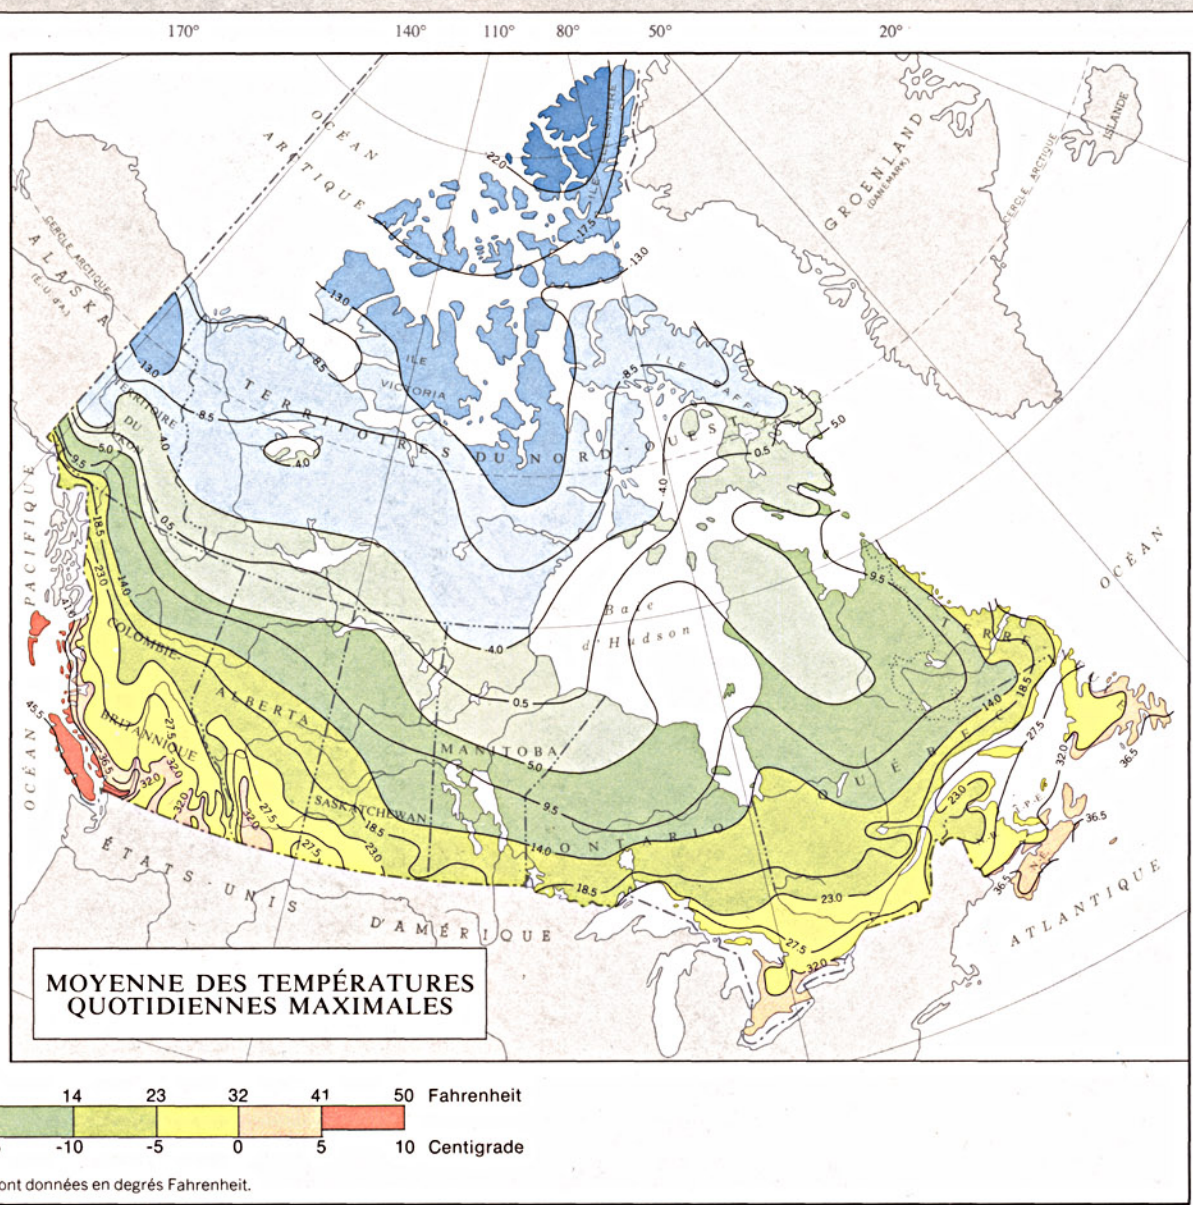 170° 140° 110° 80° 50° 20°
OCÉAN
ARCTIQUE
CERCLE ARCTIQUE
ALASKA
(É.-U. d'A.)
GROENLAND
(DANEMARK)
CERCLE ARCTIQUE
ISLANDE
ILE
22.0
17.5
-13.0
-13.0
-13.0
8.5
8.5
8.5
ILE
VICTORIA
ILE BAFF
TERRITOIRE
DU
TERRITOIRES DU NORD-OUEST
4.0
4.0
4.0
-4.0
5.0
9.5
0.5
0.5
5.0
18.5
23.0
14.0
9.5
Baie
d'Hudson
OCÉAN PACIFIQUE
COLOMBIE-
BRITANNIQUE
ALBERTA
SASKATCHEWAN
MANITOBA
ONTARIO
QUÉBEC
TERRE
0.5
5.0
9.5
14.0
14.0
18.5
27.5
32.0
36.5
45.5
27.5
32.0
32.0
36.5
32.0
27.5
32.0
27.5
18.5
23.0
14.0
18.5
23.0
27.5
32.0
23.0
36.5
36.5
OCÉAN
ATLANTIQUE
ÉTATS-UNIS D'AMÉRIQUE
MOYENNE DES TEMPÉRATURES
QUOTIDIENNES MAXIMALES
14 23 32 41 50 Fahrenheit
-10 -5 0 5 10 Centigrade
ont données en degrés Fahrenheit.